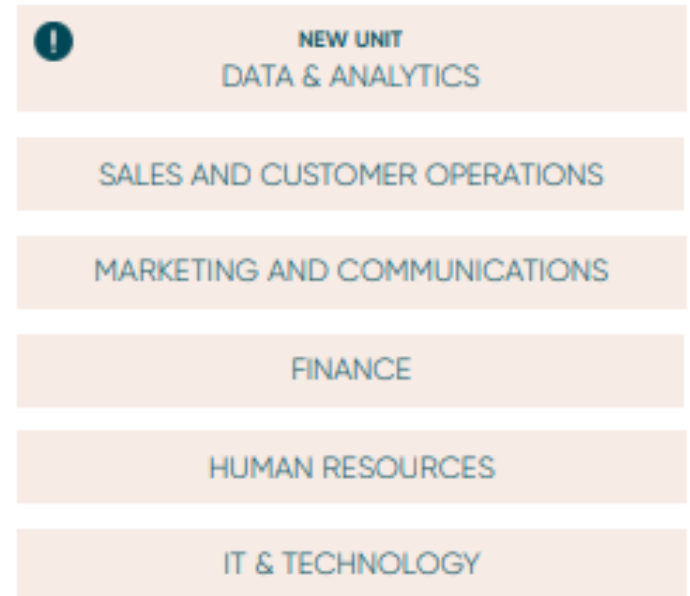 !
NEW UNIT
DATA & ANALYTICS
SALES AND CUSTOMER OPERATIONS
MARKETING AND COMMUNICATIONS
FINANCE
HUMAN RESOURCES
IT & TECHNOLOGY